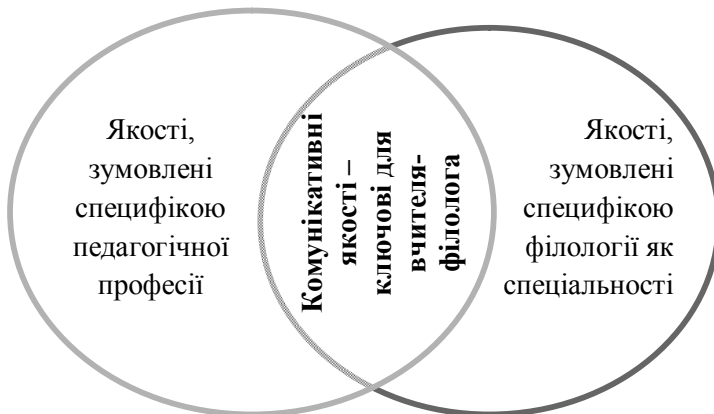 Якості,
зумовлені
специфікою
педагогічної
професії
Комунікативні
якості –
ключові для
вчителя-
філолога
Якості,
зумовлені
специфікою
філології як
спеціальності